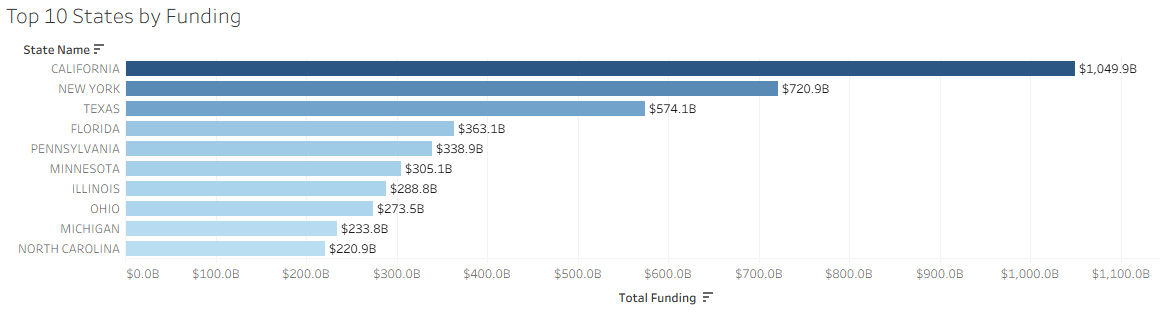 Top 10 States by Funding
State Name
CALIFORNIA $1,049.9B
NEW YORK $720.9B
TEXAS $574.1B
FLORIDA $363.1B
PENNSYLVANIA $338.9B
MINNESOTA $305.1B
ILLINOIS $288.8B
OHIO $273.5B
MICHIGAN $233.8B
NORTH CAROLINA $220.9B
$0.0B $100.0B $200.0B $300.0B $400.0B $500.0B $600.0B $700.0B $800.0B $900.0B $1,000.0B $1,100.0B
Total Funding